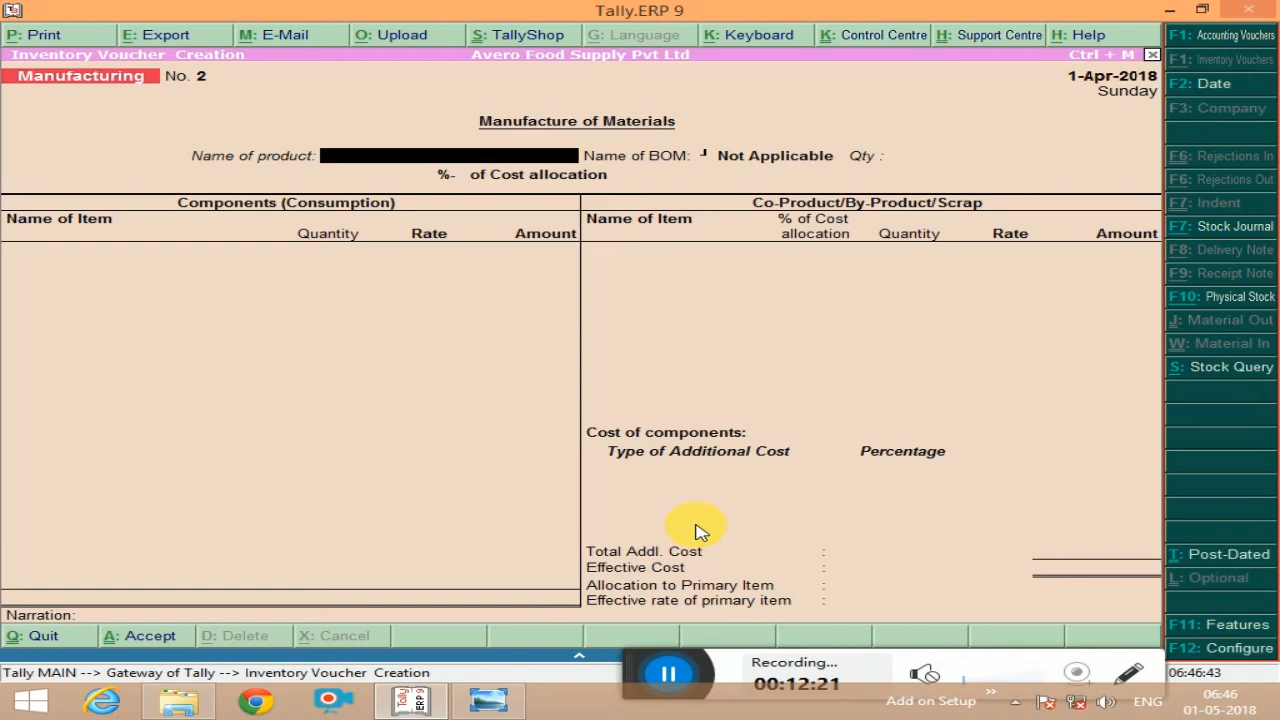 Tally.ERP 9
P: Print E: Export M: E-Mail O: Upload S: TallyShop G: Language K: Keyboard K: Control Centre H: Support Centre H: Help
Inventory Voucher Creation Avero Food Supply Pvt Ltd Ctrl + M
Manufacturing No. 2 1-Apr-2018
Sunday
Manufacture of Materials
Name of product: Name of BOM: Not Applicable Qty :
%- of Cost allocation
Components (Consumption) Co-Product/By-Product/Scrap
Name of Item Name of Item % of Cost
Quantity Rate Amount allocation Quantity Rate Amount
Cost of components:
Type of Additional Cost Percentage
Total Addl. Cost :
Effective Cost :
Allocation to Primary Item :
Effective rate of primary item :
Narration:
Q: Quit A: Accept D: Delete X: Cancel
F1: Accounting Vouchers
F1: Inventory Vouchers
F2: Date
F3: Company
F6: Rejections In
F6: Rejections Out
F7: Indent
F7: Stock Journal
F8: Delivery Note
F9: Receipt Note
F10: Physical Stock
J: Material Out
W: Material In
S: Stock Query
T: Post-Dated
L: Optional
F11: Features
F12: Configure
Tally MAIN --> Gateway of Tally --> Inventory Voucher Creation 06:46:43
Recording...
00:12:21
Tally ERP 9
Add on Setup » ENG 06:46
01-05-2018